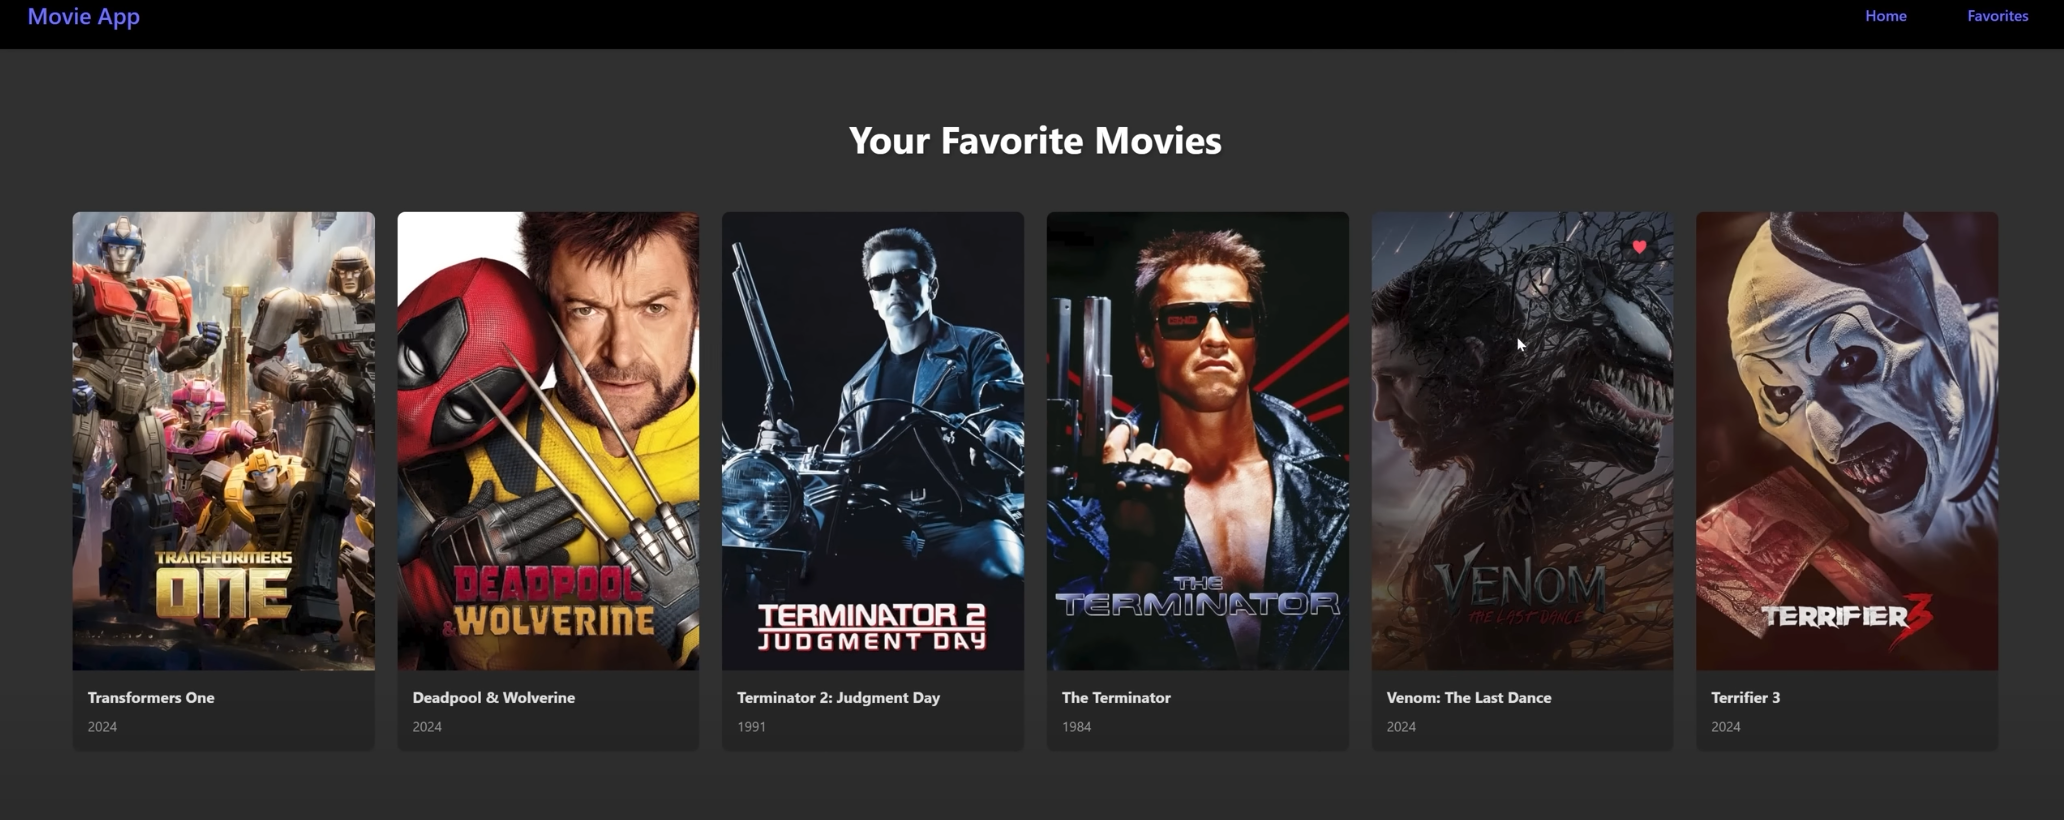 Movie App
Home
Favorites
Your Favorite Movies
TRANSFORMERS
ONE
DEADPOOL
& WOLVERINE
TERMINATOR 2
JUDGMENT DAY
THE
TERMINATOR
VENOM
THE LAST DANCE
TERRIFIER 3
Transformers One
2024
Deadpool & Wolverine
2024
Terminator 2: Judgment Day
1991
The Terminator
1984
Venom: The Last Dance
2024
Terrifier 3
2024